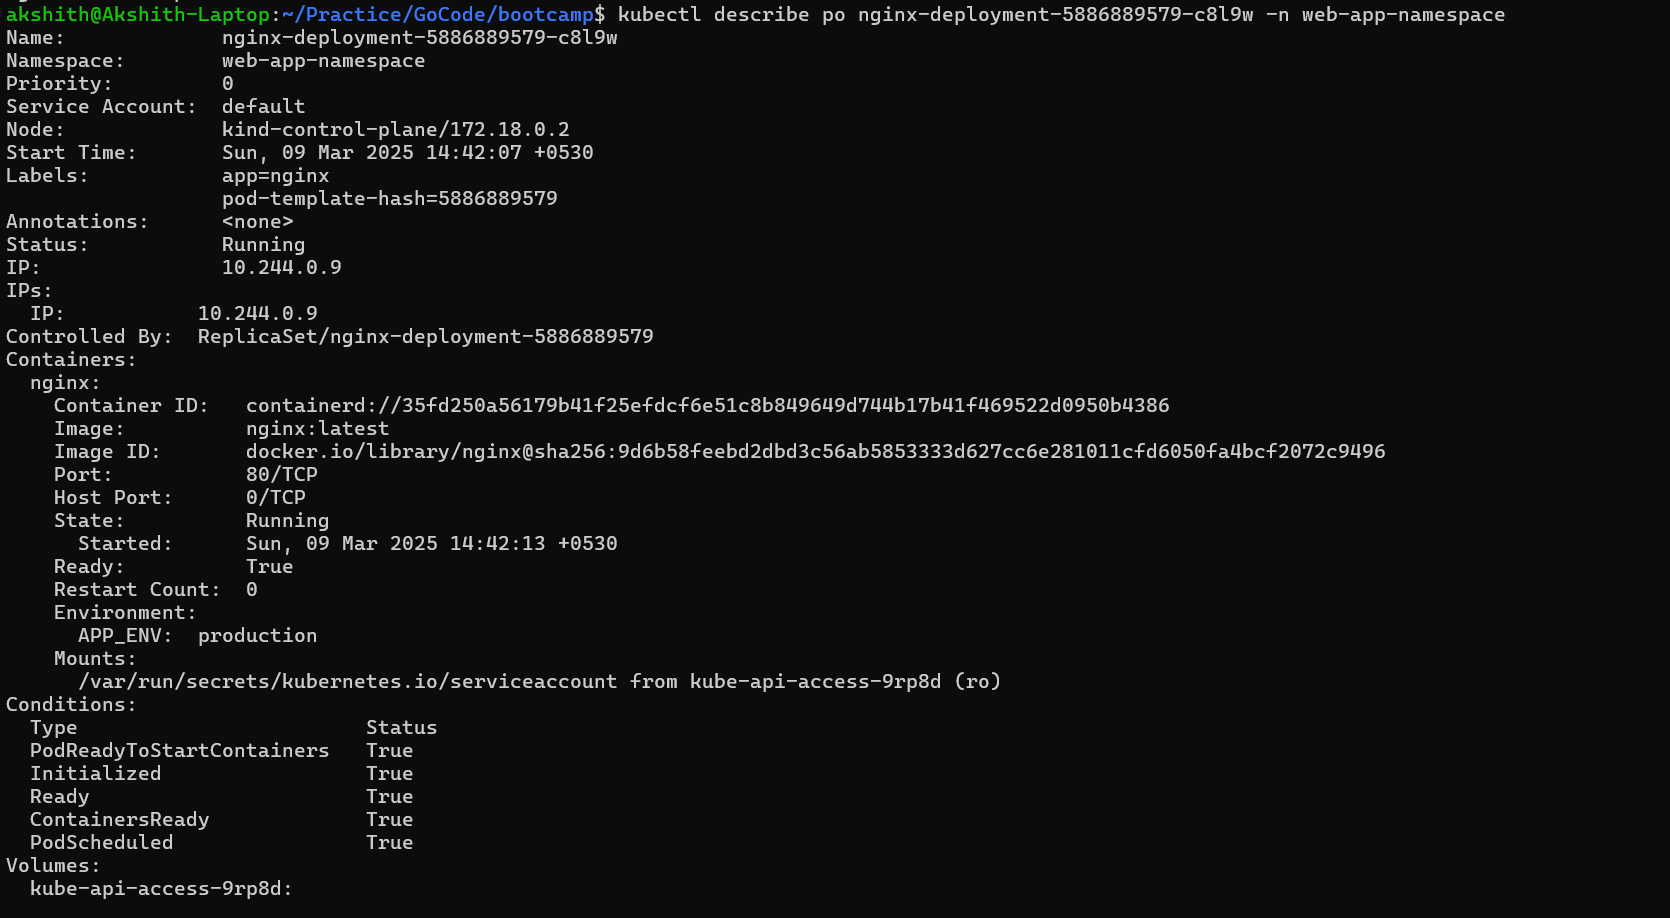 akshith@Akshith-Laptop:~/Practice/GoCode/bootcamp$ kubectl describe po nginx-deployment-5886889579-c8l9w -n web-app-namespace
Name:             nginx-deployment-5886889579-c8l9w
Namespace:        web-app-namespace
Priority:         0
Service Account:  default
Node:             kind-control-plane/172.18.0.2
Start Time:       Sun, 09 Mar 2025 14:42:07 +0530
Labels:           app=nginx
                  pod-template-hash=5886889579
Annotations:      <none>
Status:           Running
IP:               10.244.0.9
IPs:
  IP:           10.244.0.9
Controlled By:  ReplicaSet/nginx-deployment-5886889579
Containers:
  nginx:
    Container ID:   containerd://35fd250a56179b41f25efdcf6e51c8b849649d744b17b41f469522d0950b4386
    Image:          nginx:latest
    Image ID:       docker.io/library/nginx@sha256:9d6b58feebd2dbd3c56ab5853333d627cc6e281011cfd6050fa4bcf2072c9496
    Port:           80/TCP
    Host Port:      0/TCP
    State:          Running
      Started:      Sun, 09 Mar 2025 14:42:13 +0530
    Ready:          True
    Restart Count:  0
    Environment:
      APP_ENV:  production
    Mounts:
      /var/run/secrets/kubernetes.io/serviceaccount from kube-api-access-9rp8d (ro)
Conditions:
  Type                        Status
  PodReadyToStartContainers   True
  Initialized                 True
  Ready                       True
  ContainersReady             True
  PodScheduled                True
Volumes:
  kube-api-access-9rp8d: